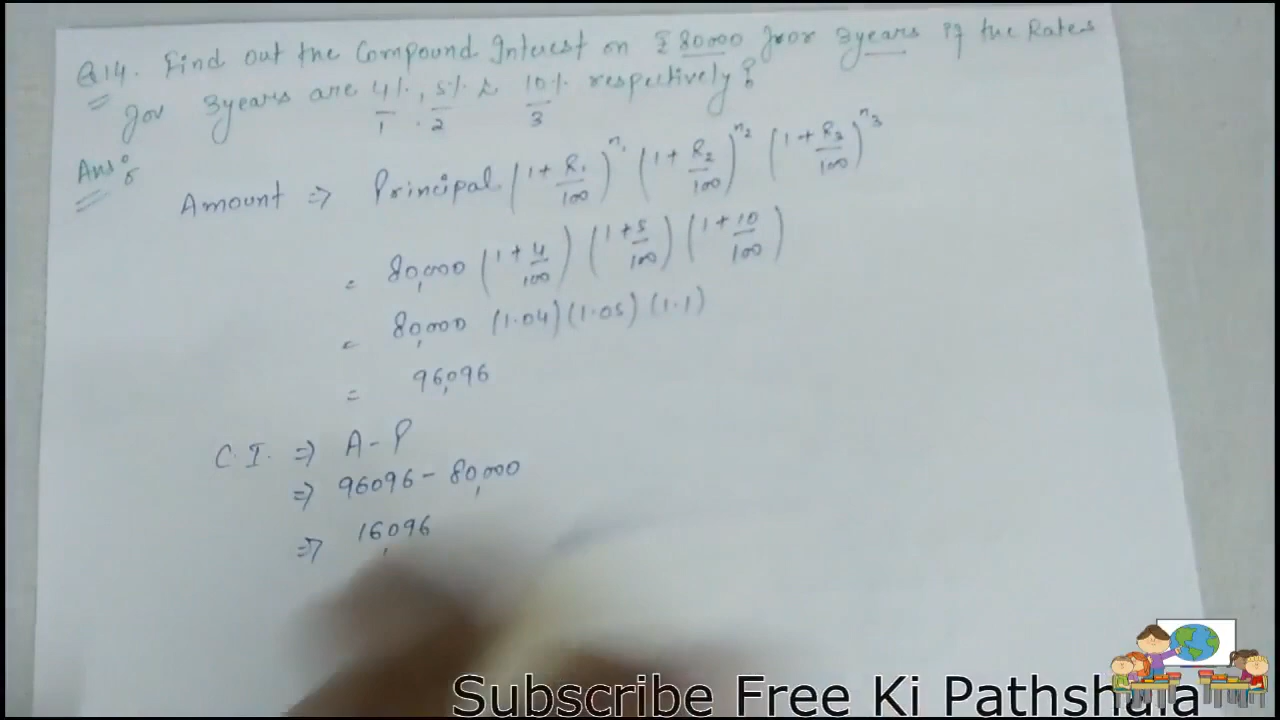 Q.14. Find out the Compound Interest on ₹ 80000 for 3years if the Rates
for 3years are 4%, 5% & 10% respectively?
1 2 3
Ans:
Amount ⇒ Principal (1+R₁/100)^n₁ (1+R₂/100)^n₂ (1+R₃/100)^n₃
= 80,000 (1+4/100) (1+5/100) (1+10/100)
= 80,000 (1.04) (1.05) (1.1)
= 96,096
C.I. ⇒ A-P
⇒ 96096 - 80,000
⇒ 16,096
Subscribe Free Ki Pathshala